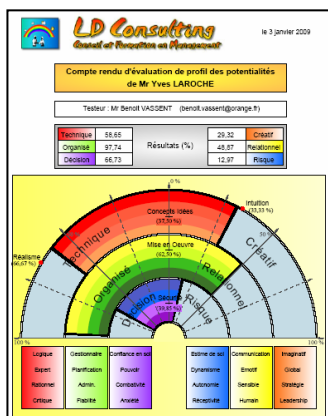 LD Consulting
Conseil et Formation en Management
le 3 janvier 2009
Compte rendu d'évaluation de profil des potentialités
de Mr Yves LAROCHE
Testeur : Mr Benoit VASSENT (benoit.vassent@orange.fr)
Technique 58,65
Organisé 97,74
Décision 66,73
Résultats (%)
29,32 Créatif
48,87 Relationnel
12,97 Risque
0 %
Intuition
(33,33 %)
Réalisme
(66,67 %)
Concepts Idées
(37,50 %)
Mise en Oeuvre
(62,50 %)
Technique
Créatif
Organisé
Relationnel
Décision
Risque
100 %
100 %
Logique
Expert
Rationnel
Critique
Gestionnaire
Planification
Admin.
Fiabilité
Confiance en soi
Pouvoir
Combativité
Anxiété
Estime de soi
Dynamisme
Autonomie
Réceptivité
Communication
Emotif
Sensible
Humain
Imaginatif
Global
Stratégie
Leadership